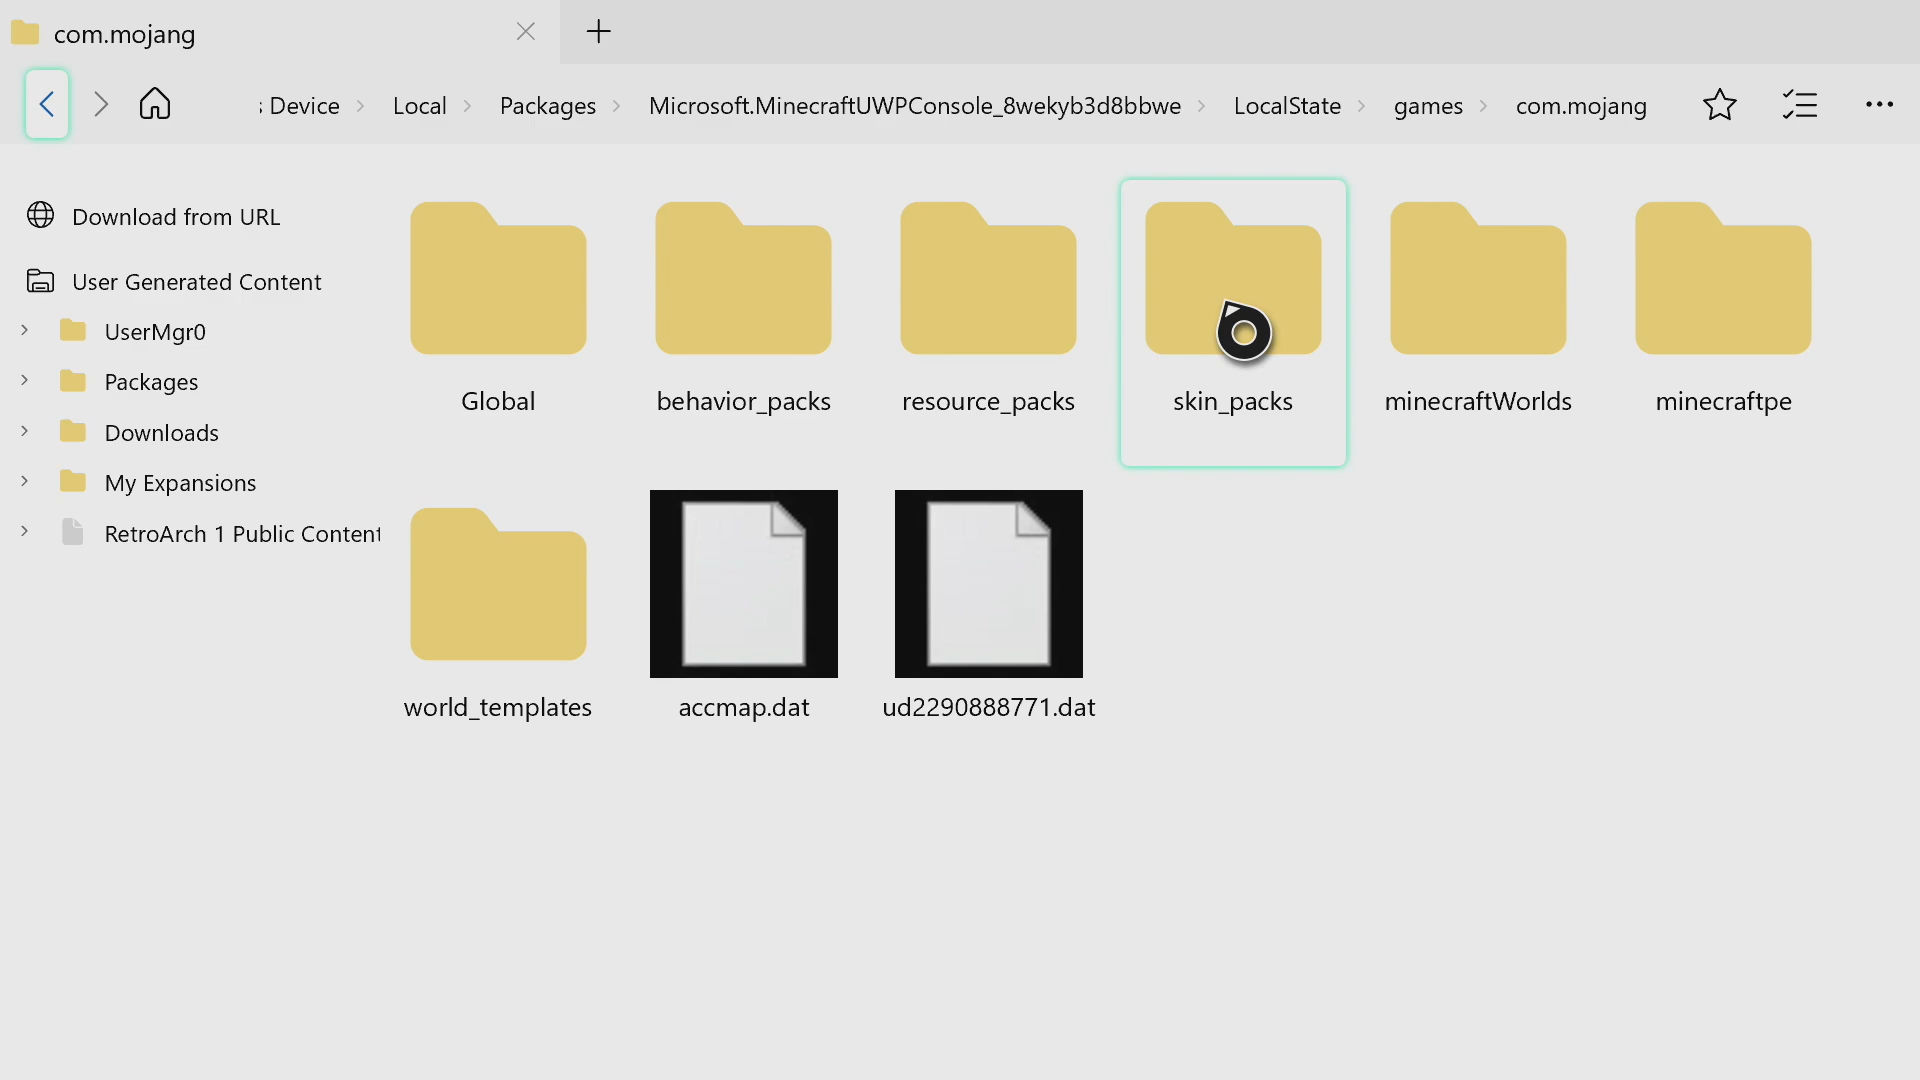 com.mojang
Device
Local
Packages
Microsoft.MinecraftUWPConsole_8wekyb3d8bbwe
LocalState
games
com.mojang
Download from URL
User Generated Content
UserMgr0
Packages
Downloads
My Expansions
RetroArch 1 Public Content
Global
behavior_packs
resource_packs
skin_packs
minecraftWorlds
minecraftpe
world_templates
accmap.dat
ud2290888771.dat